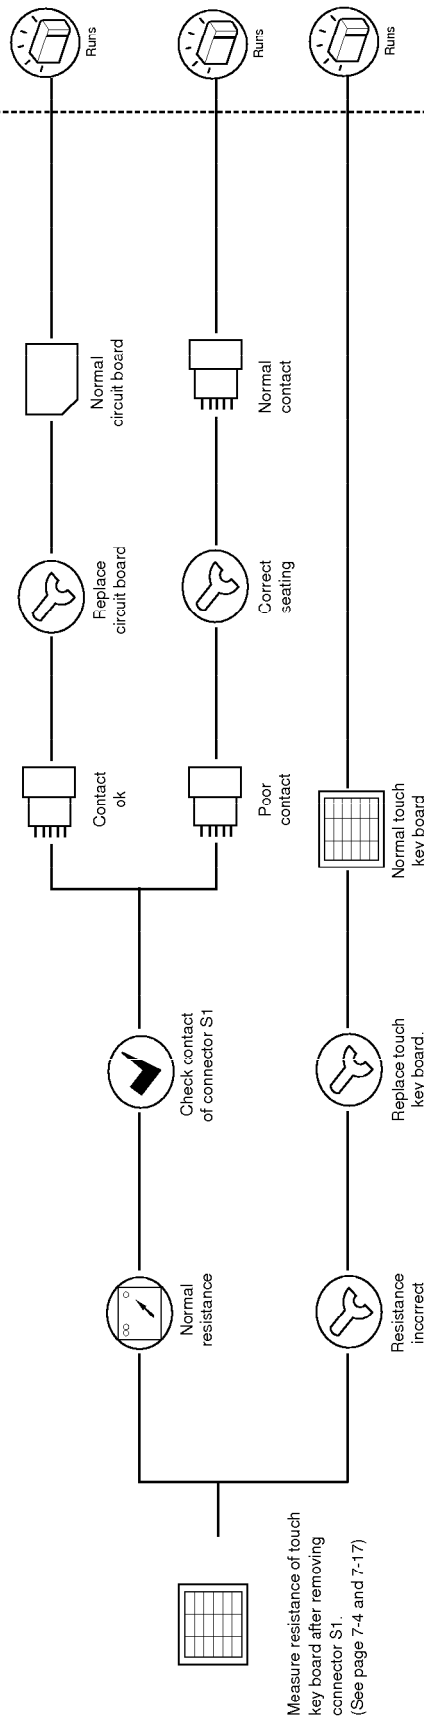 Measure resistance of touch
key board after removing
connector S1.
(See page 7-4 and 7-17)
Normal
resistance
Check contact
of connector S1
Contact
ok
Replace
circuit board
Normal
circuit board
Runs
Poor
contact
Correct
seating
Normal
contact
Runs
Resistance
incorrect
Replace touch
key board.
Normal touch
key board
Runs